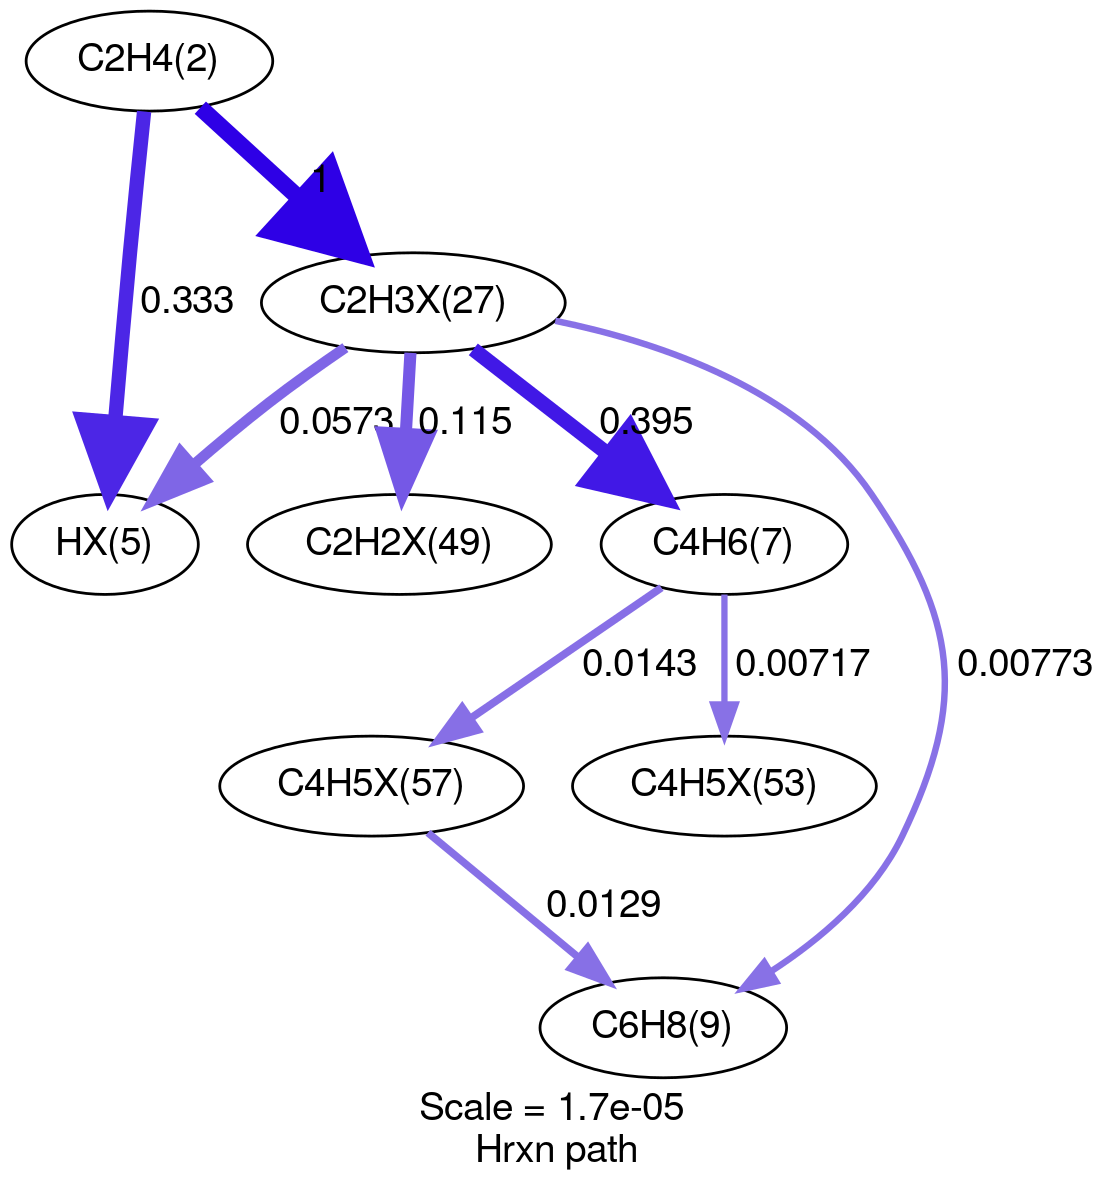 C2H4(2)
1
0.333
C2H3X(27)
0.0573
0.115
0.395
HX(5)
C2H2X(49)
C4H6(7)
0.0143
0.00717
0.00773
C4H5X(57)
C4H5X(53)
0.0129
C6H8(9)
Scale = 1.7e-05
Hrxn path